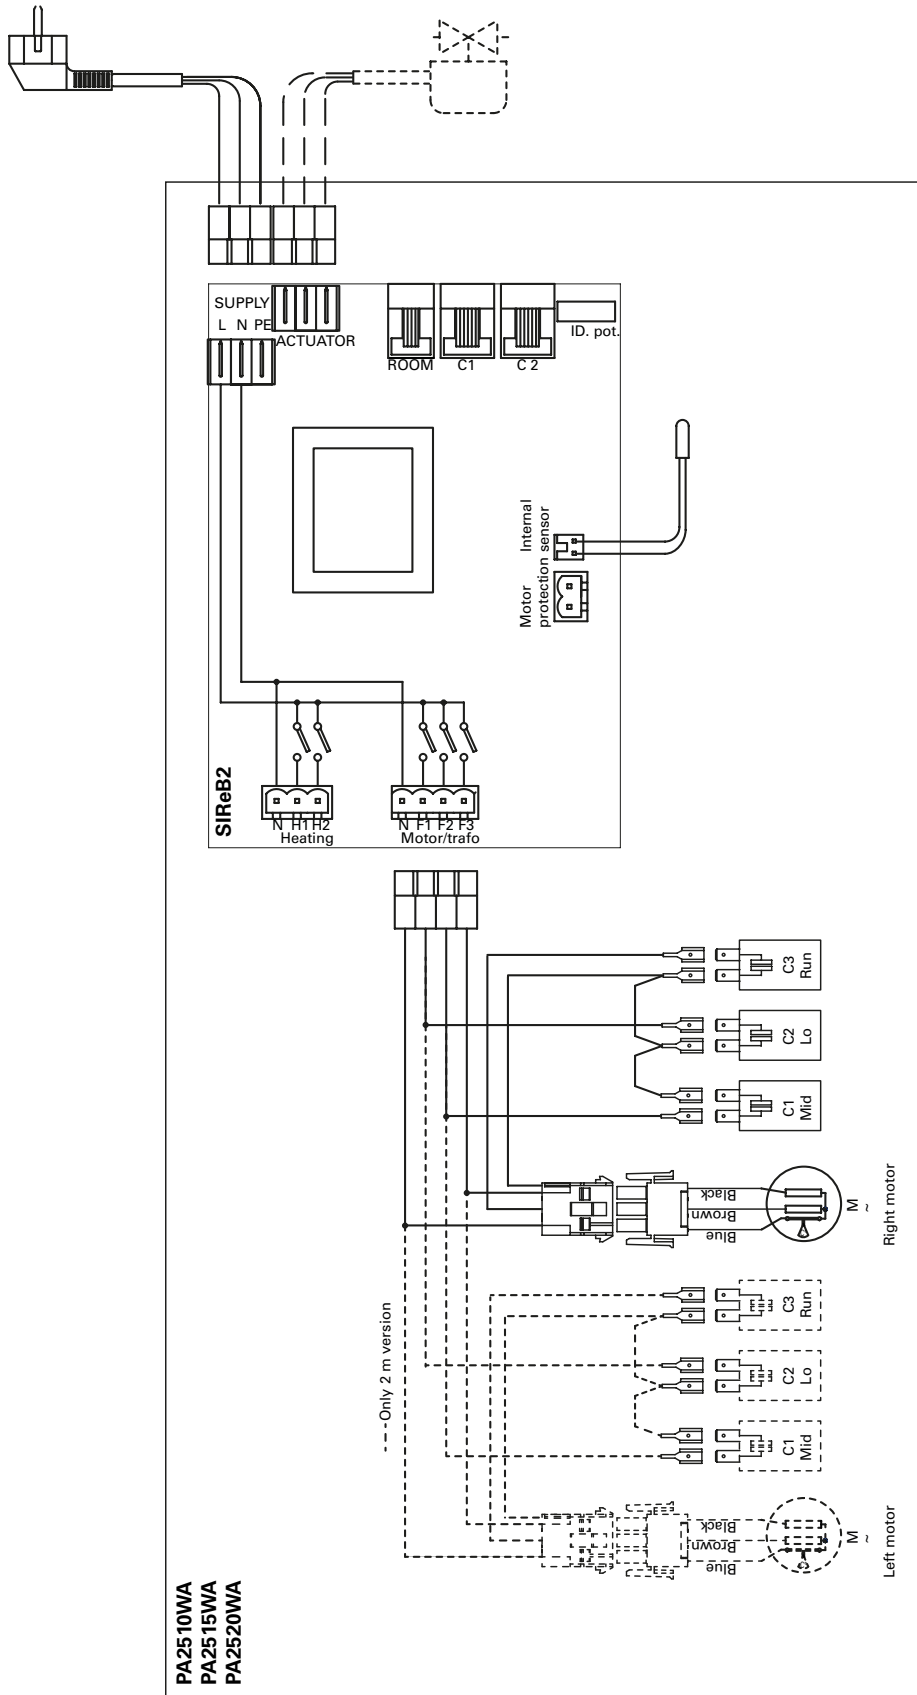 SUPPLY
L N PE
ACTUATOR
ROOM
C1
C 2
ID. pot.
Internal
protection sensor
Motor
SIReB2
N H1 H2
Heating
N F1 F2 F3
Motor/trafo
C3
Run
C2
Lo
C1
Mid
Black
Brown
Blue
M
~
Right motor
Only 2 m version
C3
Run
C2
Lo
C1
Mid
Black
Brown
Blue
M
~
Left motor
PA2510WA
PA2515WA
PA2520WA